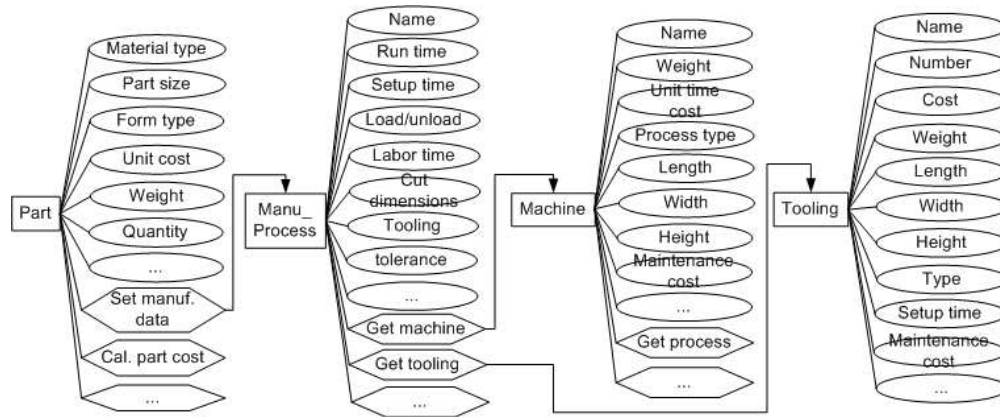 Part
Material type
Part size
Form type
Unit cost
Weight
Quantity
...
Set manuf.
data
Cal. part cost
...
Manu_
Process
Name
Run time
Setup time
Load/unload
Labor time
Cut
dimensions
Tooling
tolerance
...
Get machine
Get tooling
...
Machine
Name
Weight
Unit time
cost
Process type
Length
Width
Height
Maintenance
cost
...
Get process
...
Tooling
Name
Number
Cost
Weight
Length
Width
Height
Type
Setup time
Maintenance
cost
...